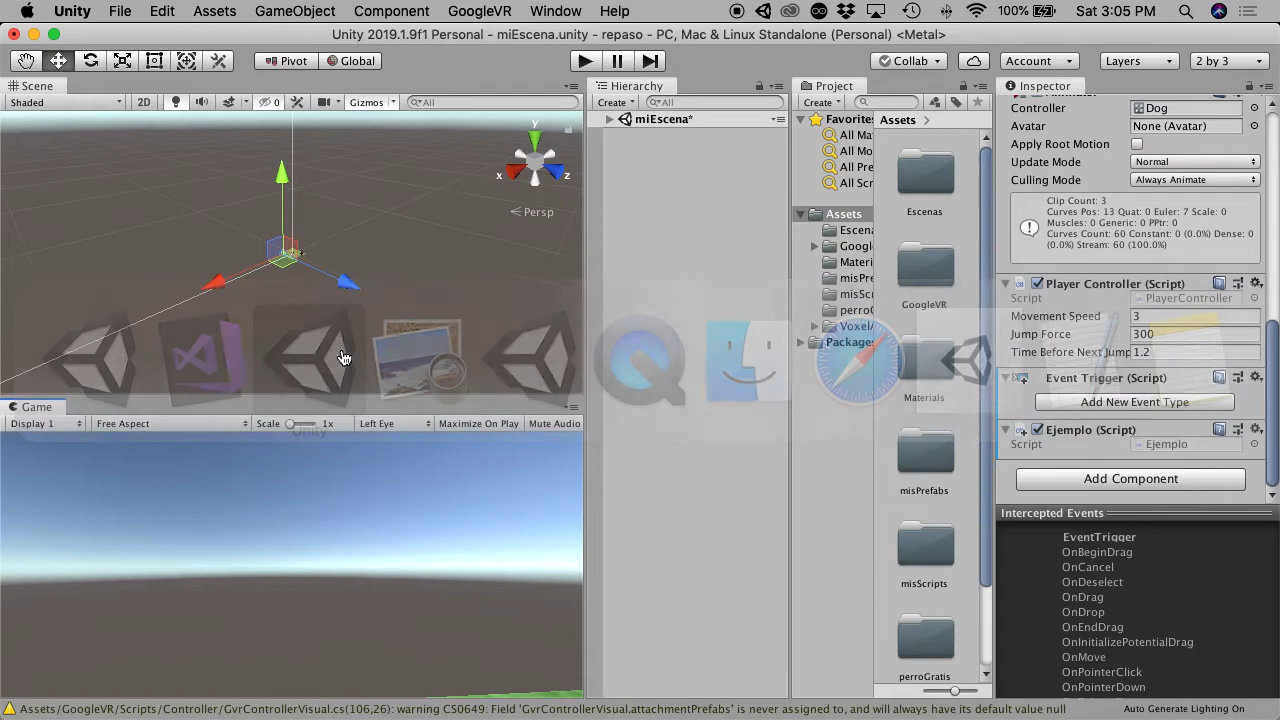 Unity File Edit Assets GameObject Component GoogleVR Window Help 100% Sat 3:05 PM
Unity 2019.1.9f1 Personal - miEscena.unity - repaso - PC, Mac & Linux Standalone (Personal) <Metal>
Pivot Global Collab Account Layers 2 by 3
Scene
Shaded 2D 0 Gizmos All
y
x
z
Persp
Unity
Game
Display 1 Free Aspect Scale 1x Left Eye Maximize On Play Mute Audio
Hierarchy
Create All
miEscena*
Project
Create
Favorites
All Ma
All Mo
All Pre
All Scr
Assets
Escena
Google
Materi
misPre
misScri
perroG
VoxelA
Packages
Assets
Escenas
GoogleVR
Materials
misPrefabs
misScripts
perroGratis
Inspector
Controller Dog
Avatar None (Avatar)
Apply Root Motion
Update Mode Normal
Culling Mode Always Animate
Clip Count: 3
Curves Pos: 13 Quat: 0 Euler: 7 Scale: 0
Muscles: 0 Generic: 0 PPtr: 0
Curves Count: 60 Constant: 0 (0.0%) Dense: 0
(0.0%) Stream: 60 (100.0%)
Player Controller (Script)
Script PlayerController
Movement Speed 3
Jump Force 300
Time Before Next Jump 1.2
Event Trigger (Script)
Add New Event Type
Ejemplo (Script)
Script Ejemplo
Add Component
Intercepted Events
EventTrigger
OnBeginDrag
OnCancel
OnDeselect
OnDrag
OnDrop
OnEndDrag
OnInitializePotentialDrag
OnMove
OnPointerClick
OnPointerDown
Assets/GoogleVR/Scripts/Controller/GvrControllerVisual.cs(106,26): warning CS0649: Field 'GvrControllerVisual.attachmentPrefabs' is never assigned to, and will always have its default value null
Auto Generate Lighting On